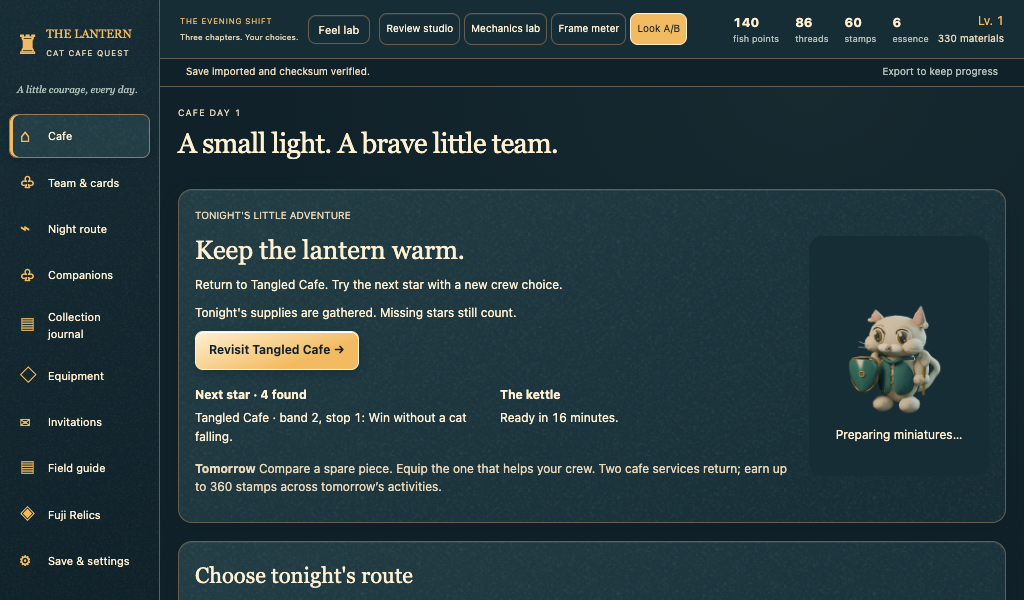 THE LANTERN
CAT CAFE QUEST
A little courage, every day.
Cafe
Team & cards
Night route
Companions
Collection
journal
Equipment
Invitations
Field guide
Fuji Relics
Save & settings
THE EVENING SHIFT
Three chapters. Your choices.
Feel lab
Review studio
Mechanics lab
Frame meter
Look A/B
140
fish points
86
threads
60
stamps
6
essence
Lv. 1
330 materials
Save imported and checksum verified.
Export to keep progress
CAFE DAY 1
A small light. A brave little team.
TONIGHT'S LITTLE ADVENTURE
Keep the lantern warm.
Return to Tangled Cafe. Try the next star with a new crew choice.
Tonight's supplies are gathered. Missing stars still count.
Revisit Tangled Cafe →
Next star · 4 found
Tangled Cafe · band 2, stop 1: Win without a cat
falling.
The kettle
Ready in 16 minutes.
Tomorrow Compare a spare piece. Equip the one that helps your crew. Two cafe services return; earn up
to 360 stamps across tomorrow's activities.
Preparing miniatures...
Choose tonight's route